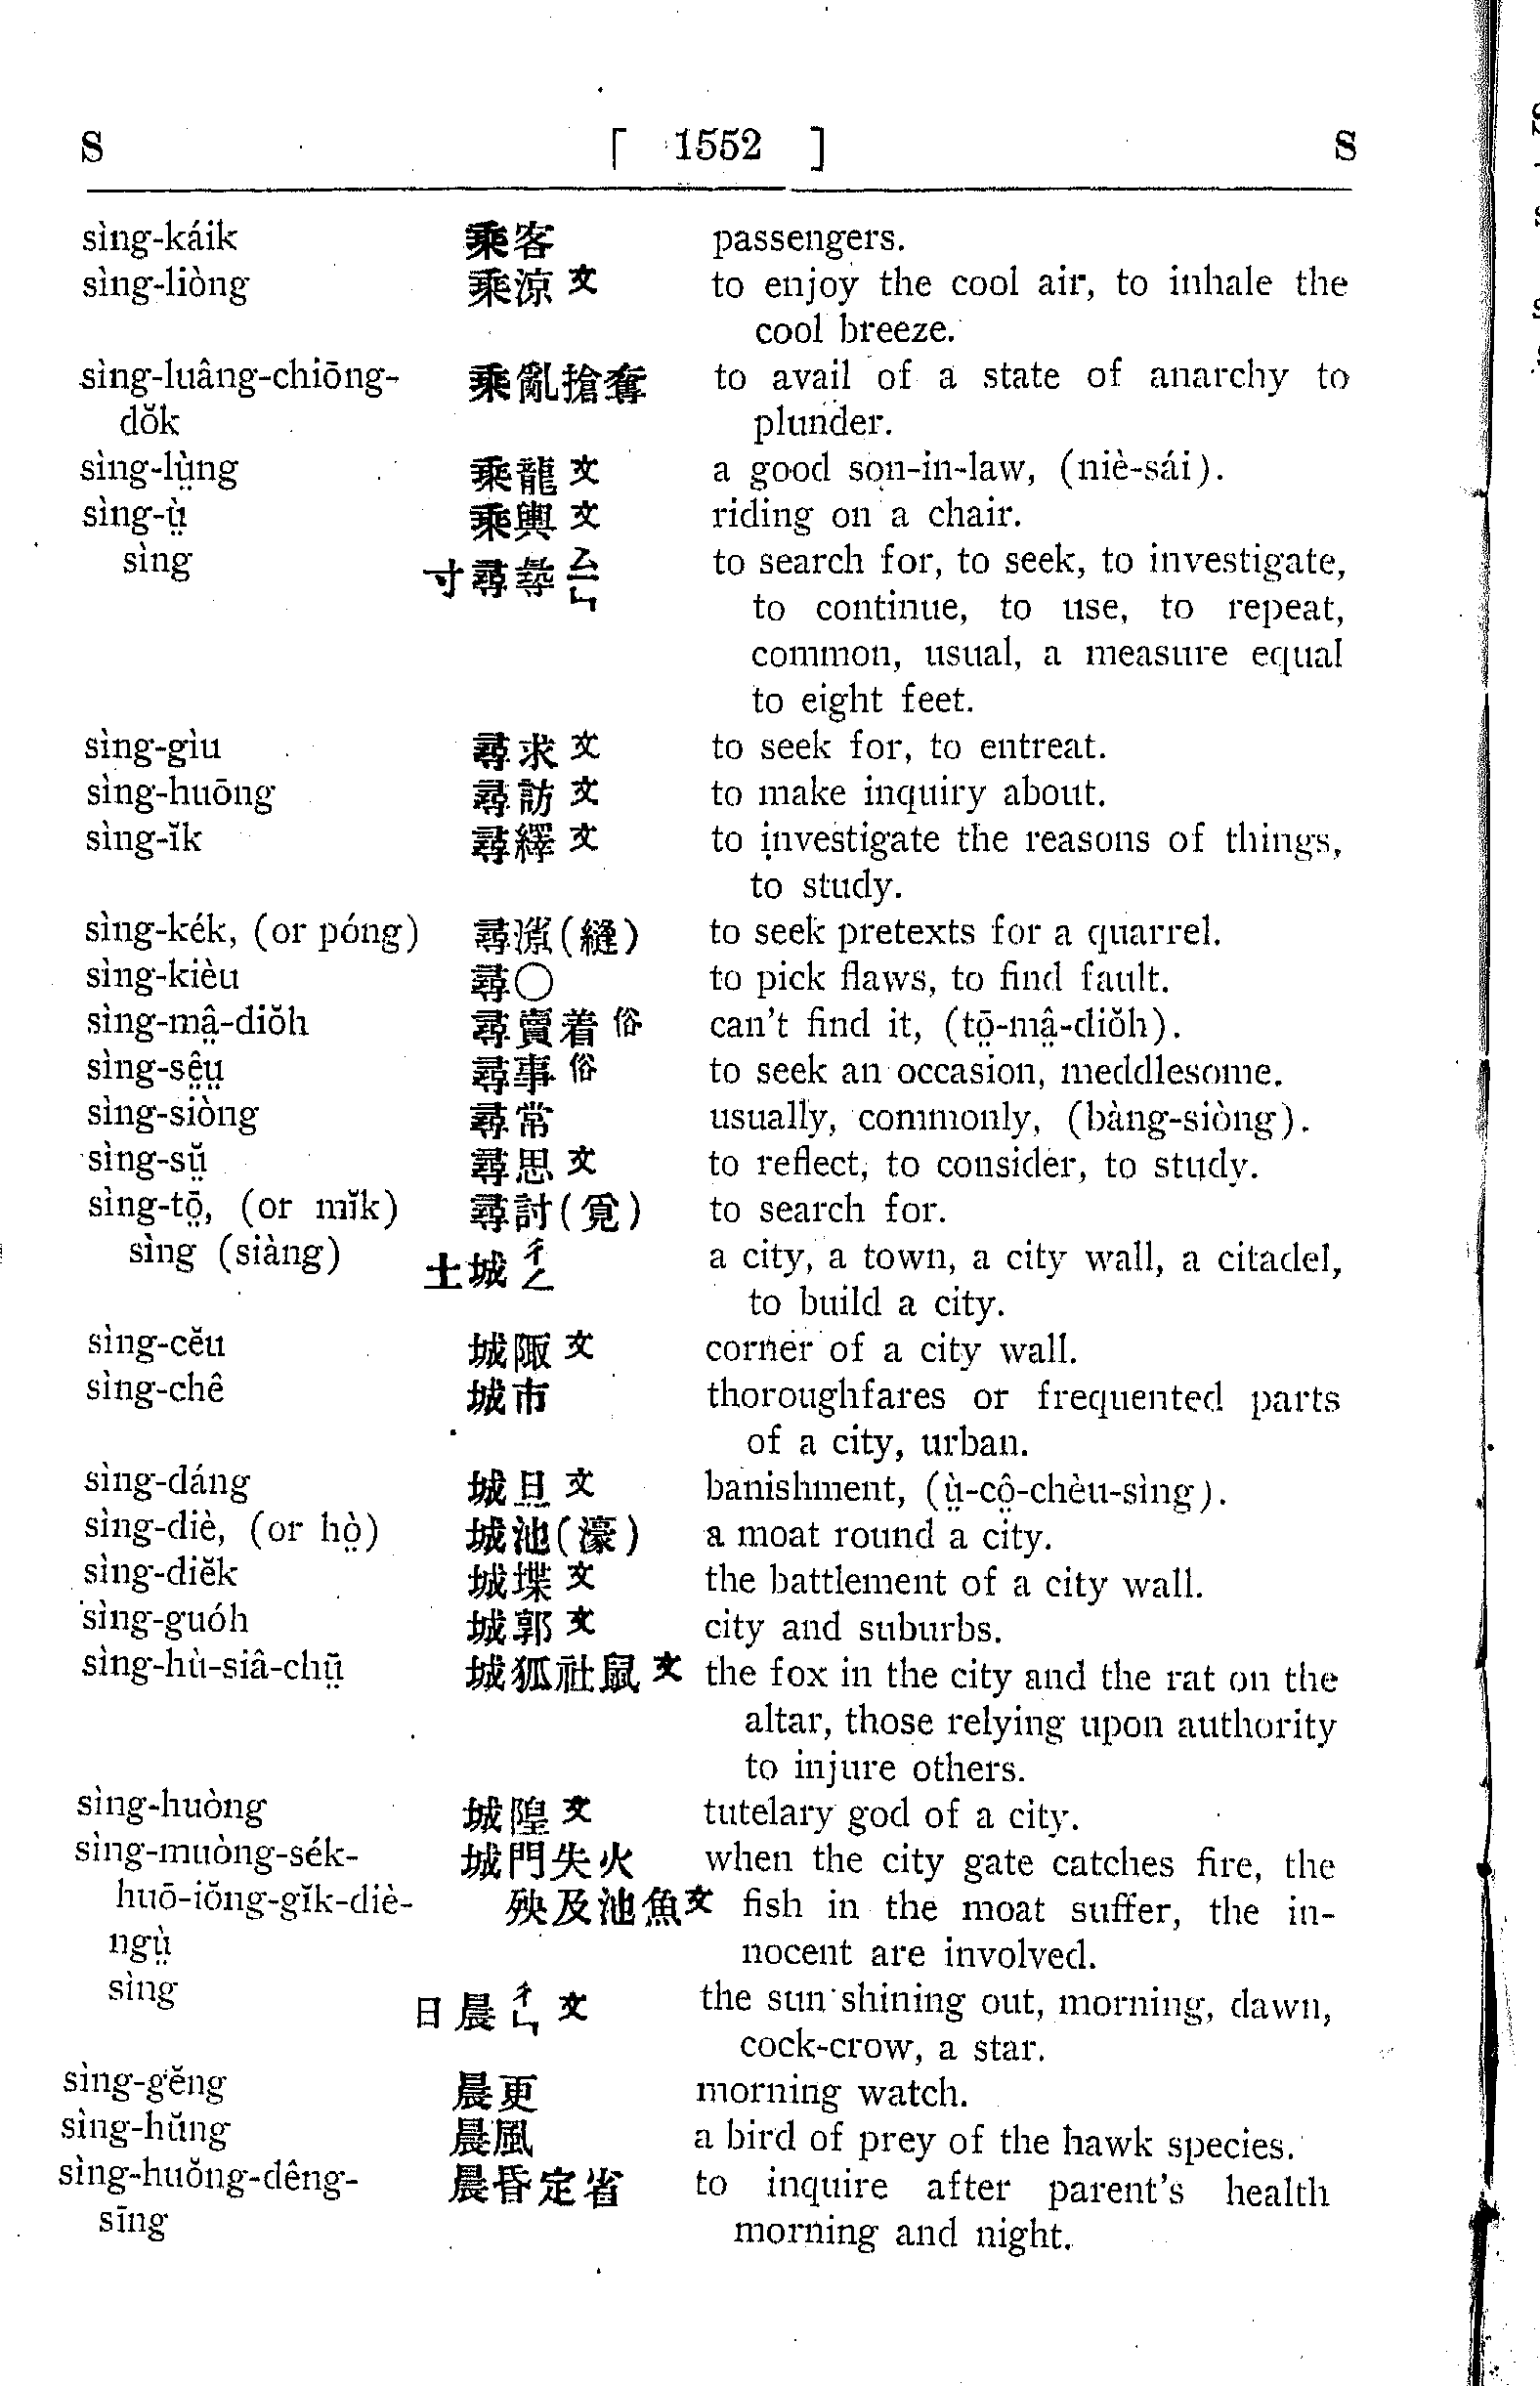 S [ 1552 ] S
sìng-káik 乘客 passengers.
sìng-liòng 乘涼 文 to enjoy the cool air, to inhale the
cool breeze.
sìng-luâng-chiōng- 乘亂搶奪 to avail of a state of anarchy to
dŏk plunder.
sìng-lṳ̀ng 乘龍 文 a good son-in-law, (niè-sái).
sìng-ṳ̀ 乘輿 文 riding on a chair.
sìng 寸 尋 㝷 ㄙㄧㄣ to search for, to seek, to investigate,
to continue, to use, to repeat,
common, usual, a measure equal
to eight feet.
sìng-gìu 尋求 文 to seek for, to entreat.
sìng-huōng 尋訪 文 to make inquiry about.
sìng-ĭk 尋繹 文 to investigate the reasons of things,
to study.
sìng-kék, (or póng) 尋(縫) to seek pretexts for a quarrel.
sìng-kièu 尋〇 to pick flaws, to find fault.
sìng-mâ̤-diŏh 尋賣着 俗 can't find it, (tō̤-mâ̤-diŏh).
sìng-sê̤ṳ 尋事 俗 to seek an occasion, meddlesome.
sìng-siòng 尋常 usually, commonly, (bàng-siòng).
sìng-sṳ̆ 尋思 文 to reflect, to consider, to study.
sìng-tō̤, (or mĭk) 尋討(覓) to search for.
sìng (siàng) 土 城 ㄔㄥ a city, a town, a city wall, a citadel,
to build a city.
sìng-cĕu 城陬 文 corner of a city wall.
sìng-chê 城市 thoroughfares or frequented parts
of a city, urban.
sìng-dáng 城旦 文 banishment, (ṳ̀-cô̤-chèu-sìng).
sìng-diè, (or hò̤) 城池(濠) a moat round a city.
sìng-diĕk 城堞 文 the battlement of a city wall.
sìng-guóh 城郭 文 city and suburbs.
sìng-hù-siâ-chṳ̄ 城狐社鼠 文 the fox in the city and the rat on the
altar, those relying upon authority
to injure others.
sìng-huòng 城隍 文 tutelary god of a city.
sìng-muòng-sék- 城門失火 when the city gate catches fire, the
huō-iŏng-gĭk-diè- 殃及池魚 文 fish in the moat suffer, the in-
ngṳ̀ nocent are involved.
sìng 日 晨 ㄔㄣ 文 the sun shining out, morning, dawn,
cock-crow, a star.
sìng-gĕng 晨更 morning watch.
sìng-hŭng 晨風 a bird of prey of the hawk species.
sìng-huŏng-dêng- 晨昏定省 to inquire after parent's health
sīng morning and night.